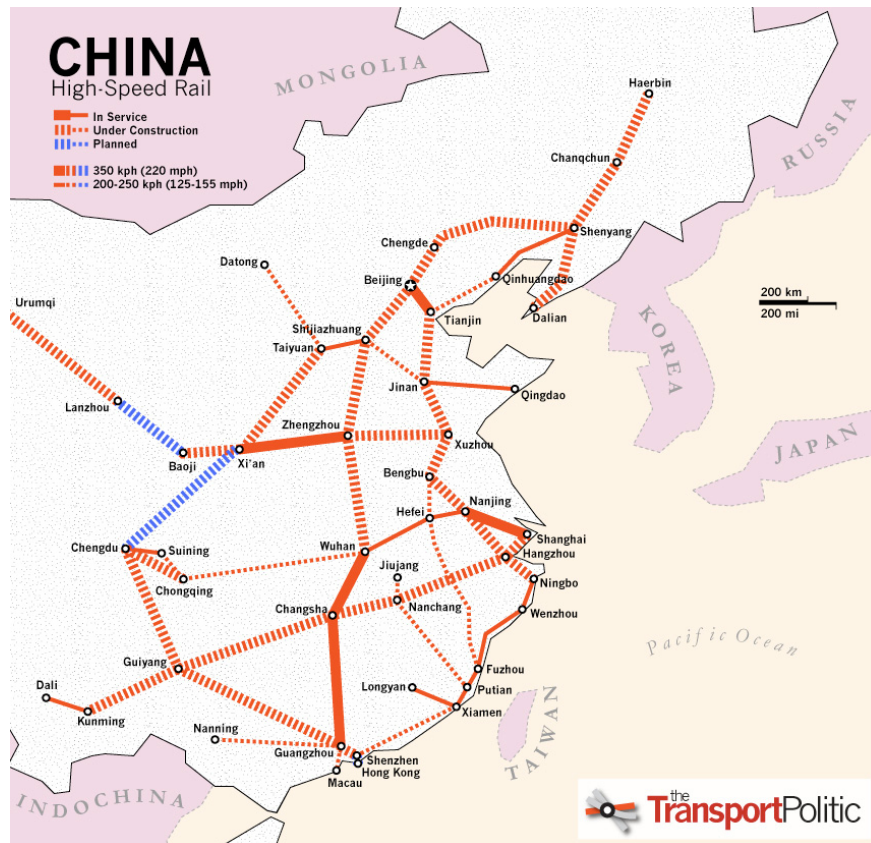 CHINA
High-Speed Rail
In Service
Under Construction
Planned
350 kph (220 mph)
200-250 kph (125-155 mph)
MONGOLIA
RUSSIA
Haerbin
Chanqchun
Shenyang
Chengde
Beijing
Qinhuangdao
Datong
Tianjin
Dalian
200 km
200 mi
Urumqi
Shijiazhuang
Taiyuan
KOREA
Jinan
Qingdao
Lanzhou
Zhengzhou
Xuzhou
JAPAN
Baoji
Xi'an
Bengbu
Hefei
Nanjing
Shanghai
Chengdu
Suining
Wuhan
Hangzhou
Chongqing
Jiujang
Ningbo
Changsha
Nanchang
Wenzhou
Pacific Ocean
Guiyang
Fuzhou
Dali
Longyan
Putian
Kunming
Xiamen
TAIWAN
Nanning
Guangzhou
Shenzhen
Hong Kong
Macau
INDOCHINA
the
TransportPolitic